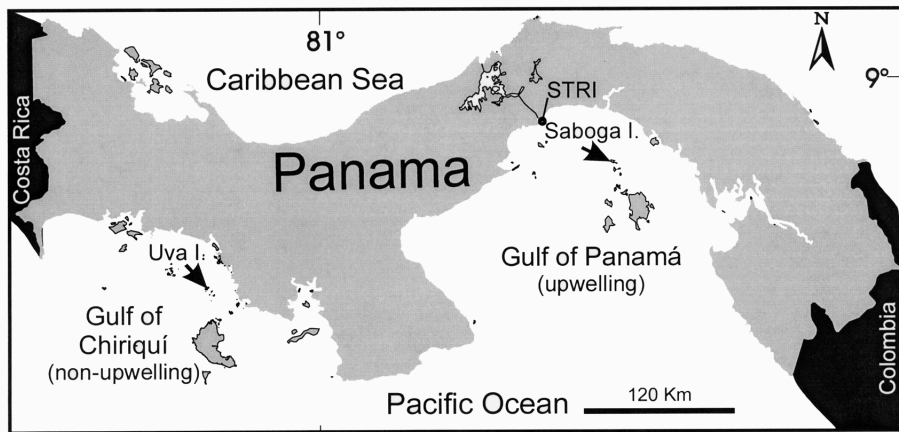 81°
N
9°
Caribbean Sea
STRI
Saboga I.
Costa Rica
Panama
Uva I.
Gulf of Panamá
(upwelling)
Gulf of
Chiriquí
(non-upwelling)
Colombia
120 Km
Pacific Ocean